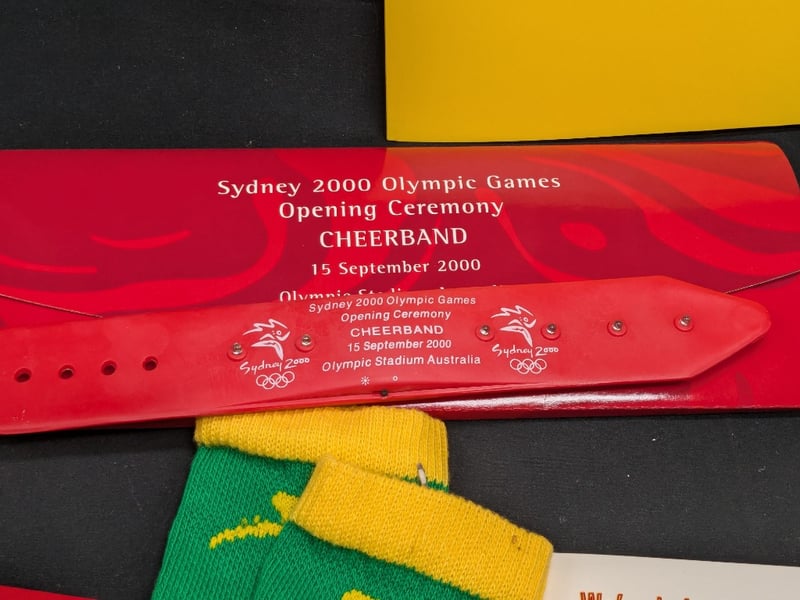 Sydney 2000 Olympic Games
Opening Ceremony
CHEERBAND
15 September 2000
Olympic
Sydney 2000 Olympic Games
Opening Ceremony
CHEERBAND
15 September 2000
Olympic Stadium Australia
Sydney 2000
Sydney 2000